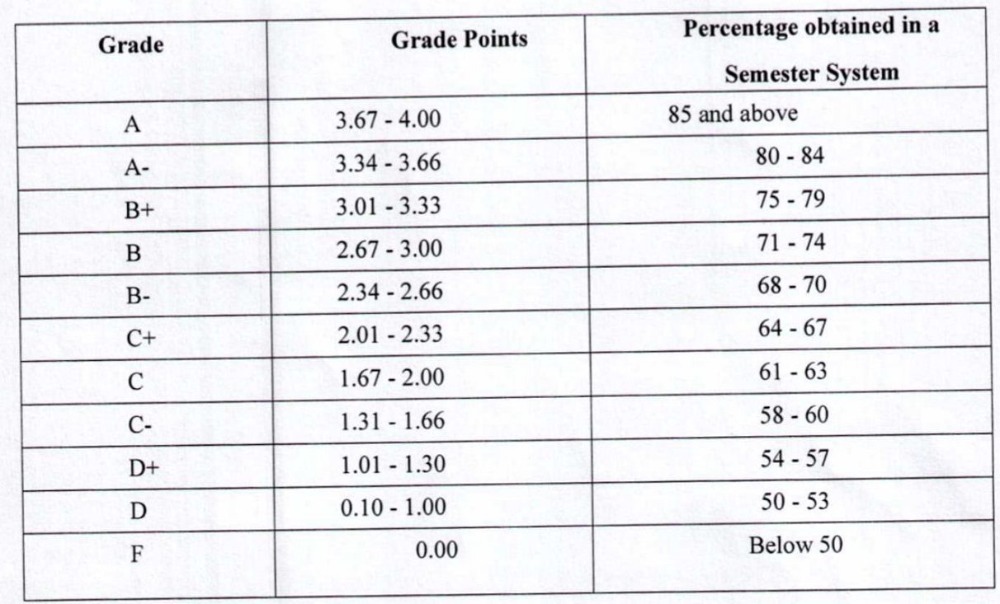 Grade Grade Points Percentage obtained in a
Semester System
A 3.67 - 4.00 85 and above
A- 3.34 - 3.66 80 - 84
B+ 3.01 - 3.33 75 - 79
B 2.67 - 3.00 71 - 74
B- 2.34 - 2.66 68 - 70
C+ 2.01 - 2.33 64 - 67
C 1.67 - 2.00 61 - 63
C- 1.31 - 1.66 58 - 60
D+ 1.01 - 1.30 54 - 57
D 0.10 - 1.00 50 - 53
F 0.00 Below 50